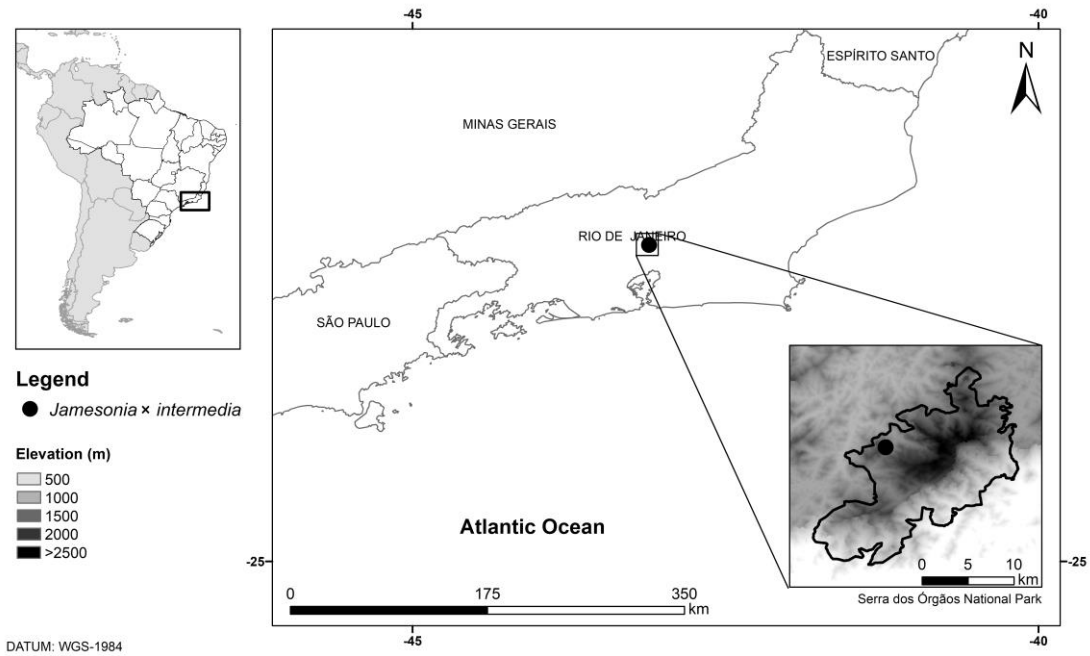 -45
-40
N
ESPÍRITO SANTO
MINAS GERAIS
RIO DE JANEIRO
SÃO PAULO
Legend
Jamesonia × intermedia
Elevation (m)
500
1000
1500
2000
>2500
Atlantic Ocean
-25
-25
0 175 350
km
0 5 10
km
Serra dos Órgãos National Park
DATUM: WGS-1984
-45
-40